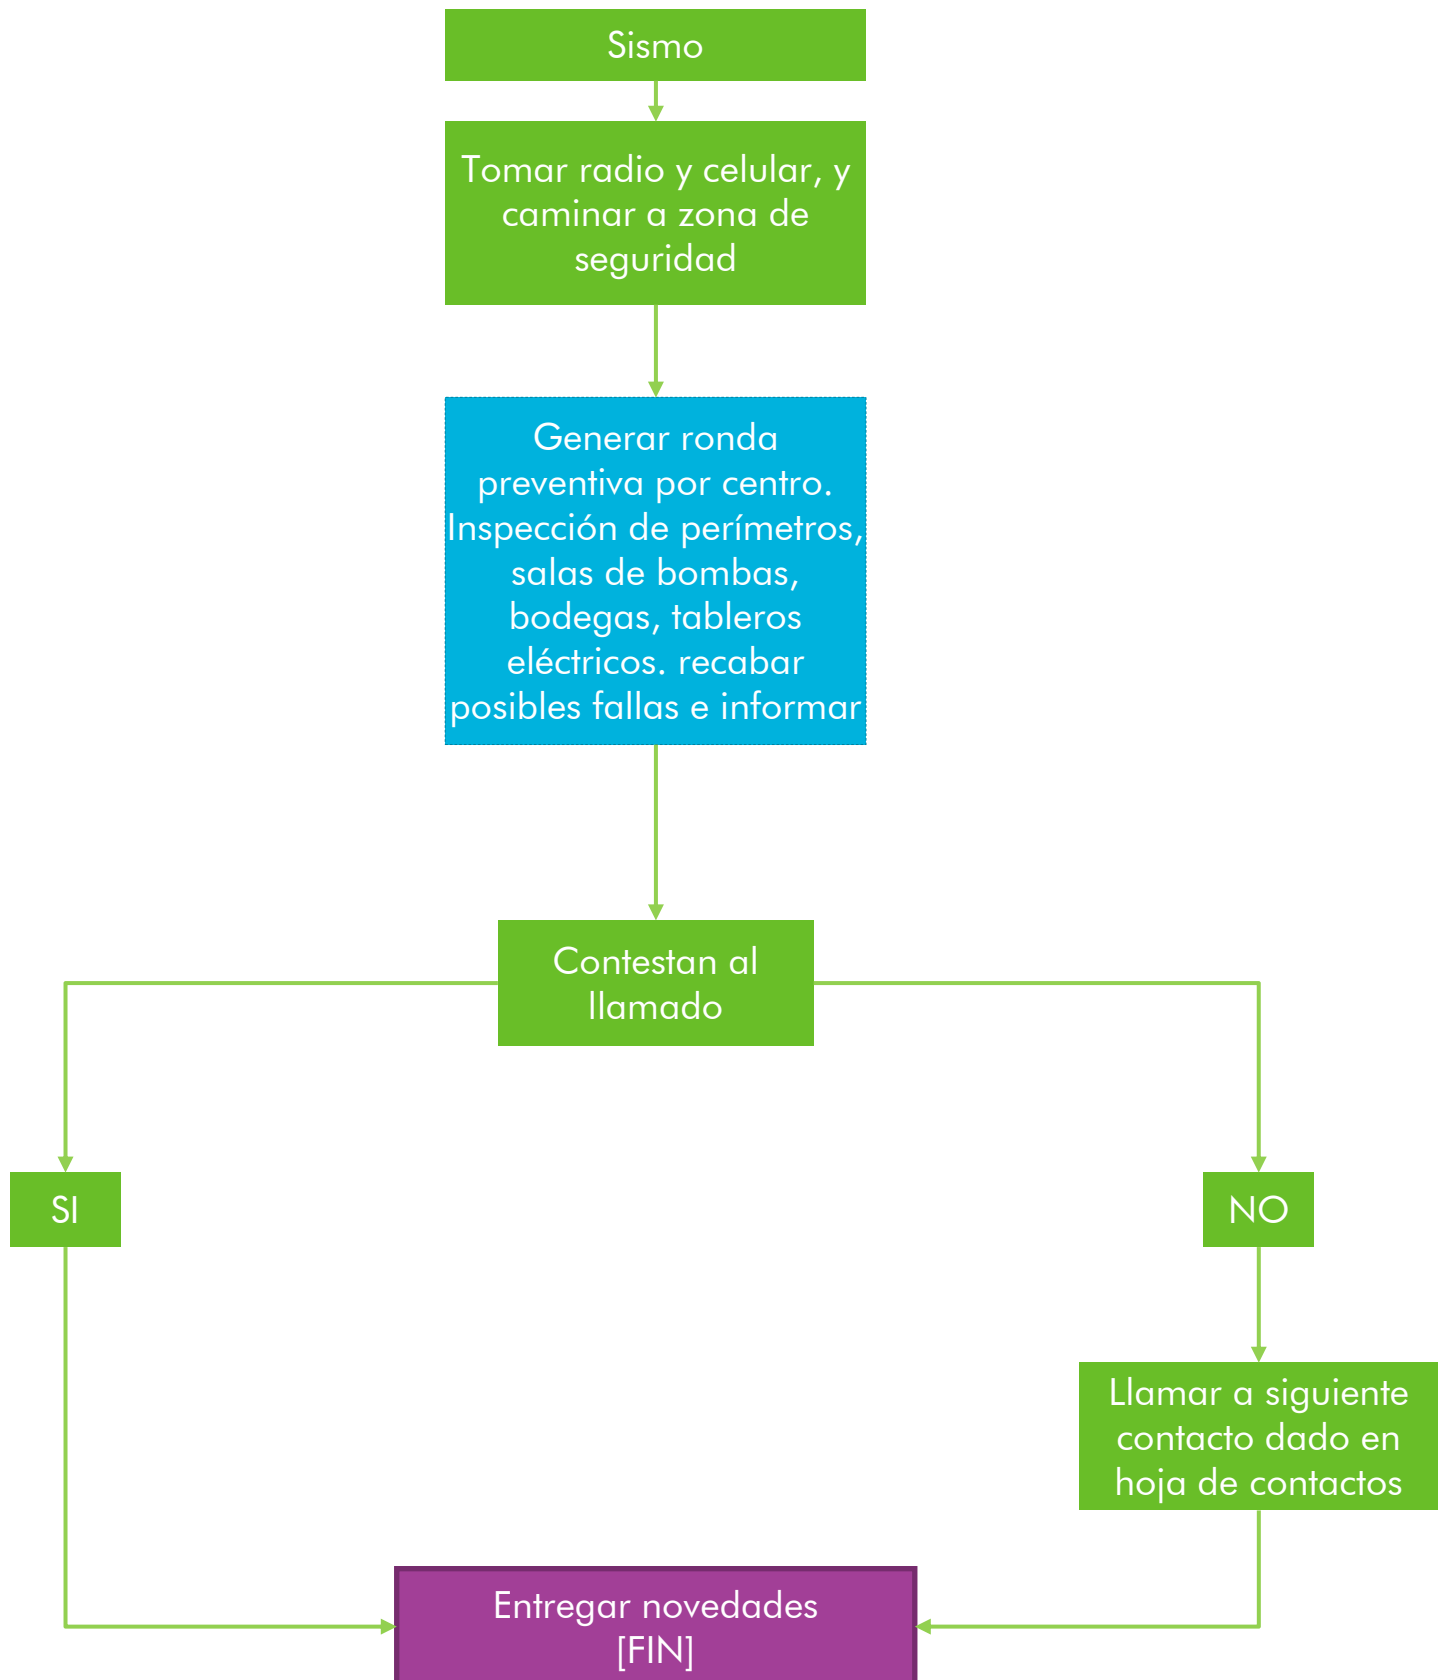 Sismo
Tomar radio y celular, y
caminar a zona de
seguridad
Generar ronda
preventiva por centro.
Inspección de perímetros,
salas de bombas,
bodegas, tableros
eléctricos. recabar
posibles fallas e informar
Contestan al
llamado
SI
NO
Llamar a siguiente
contacto dado en
hoja de contactos
Entregar novedades
[FIN]